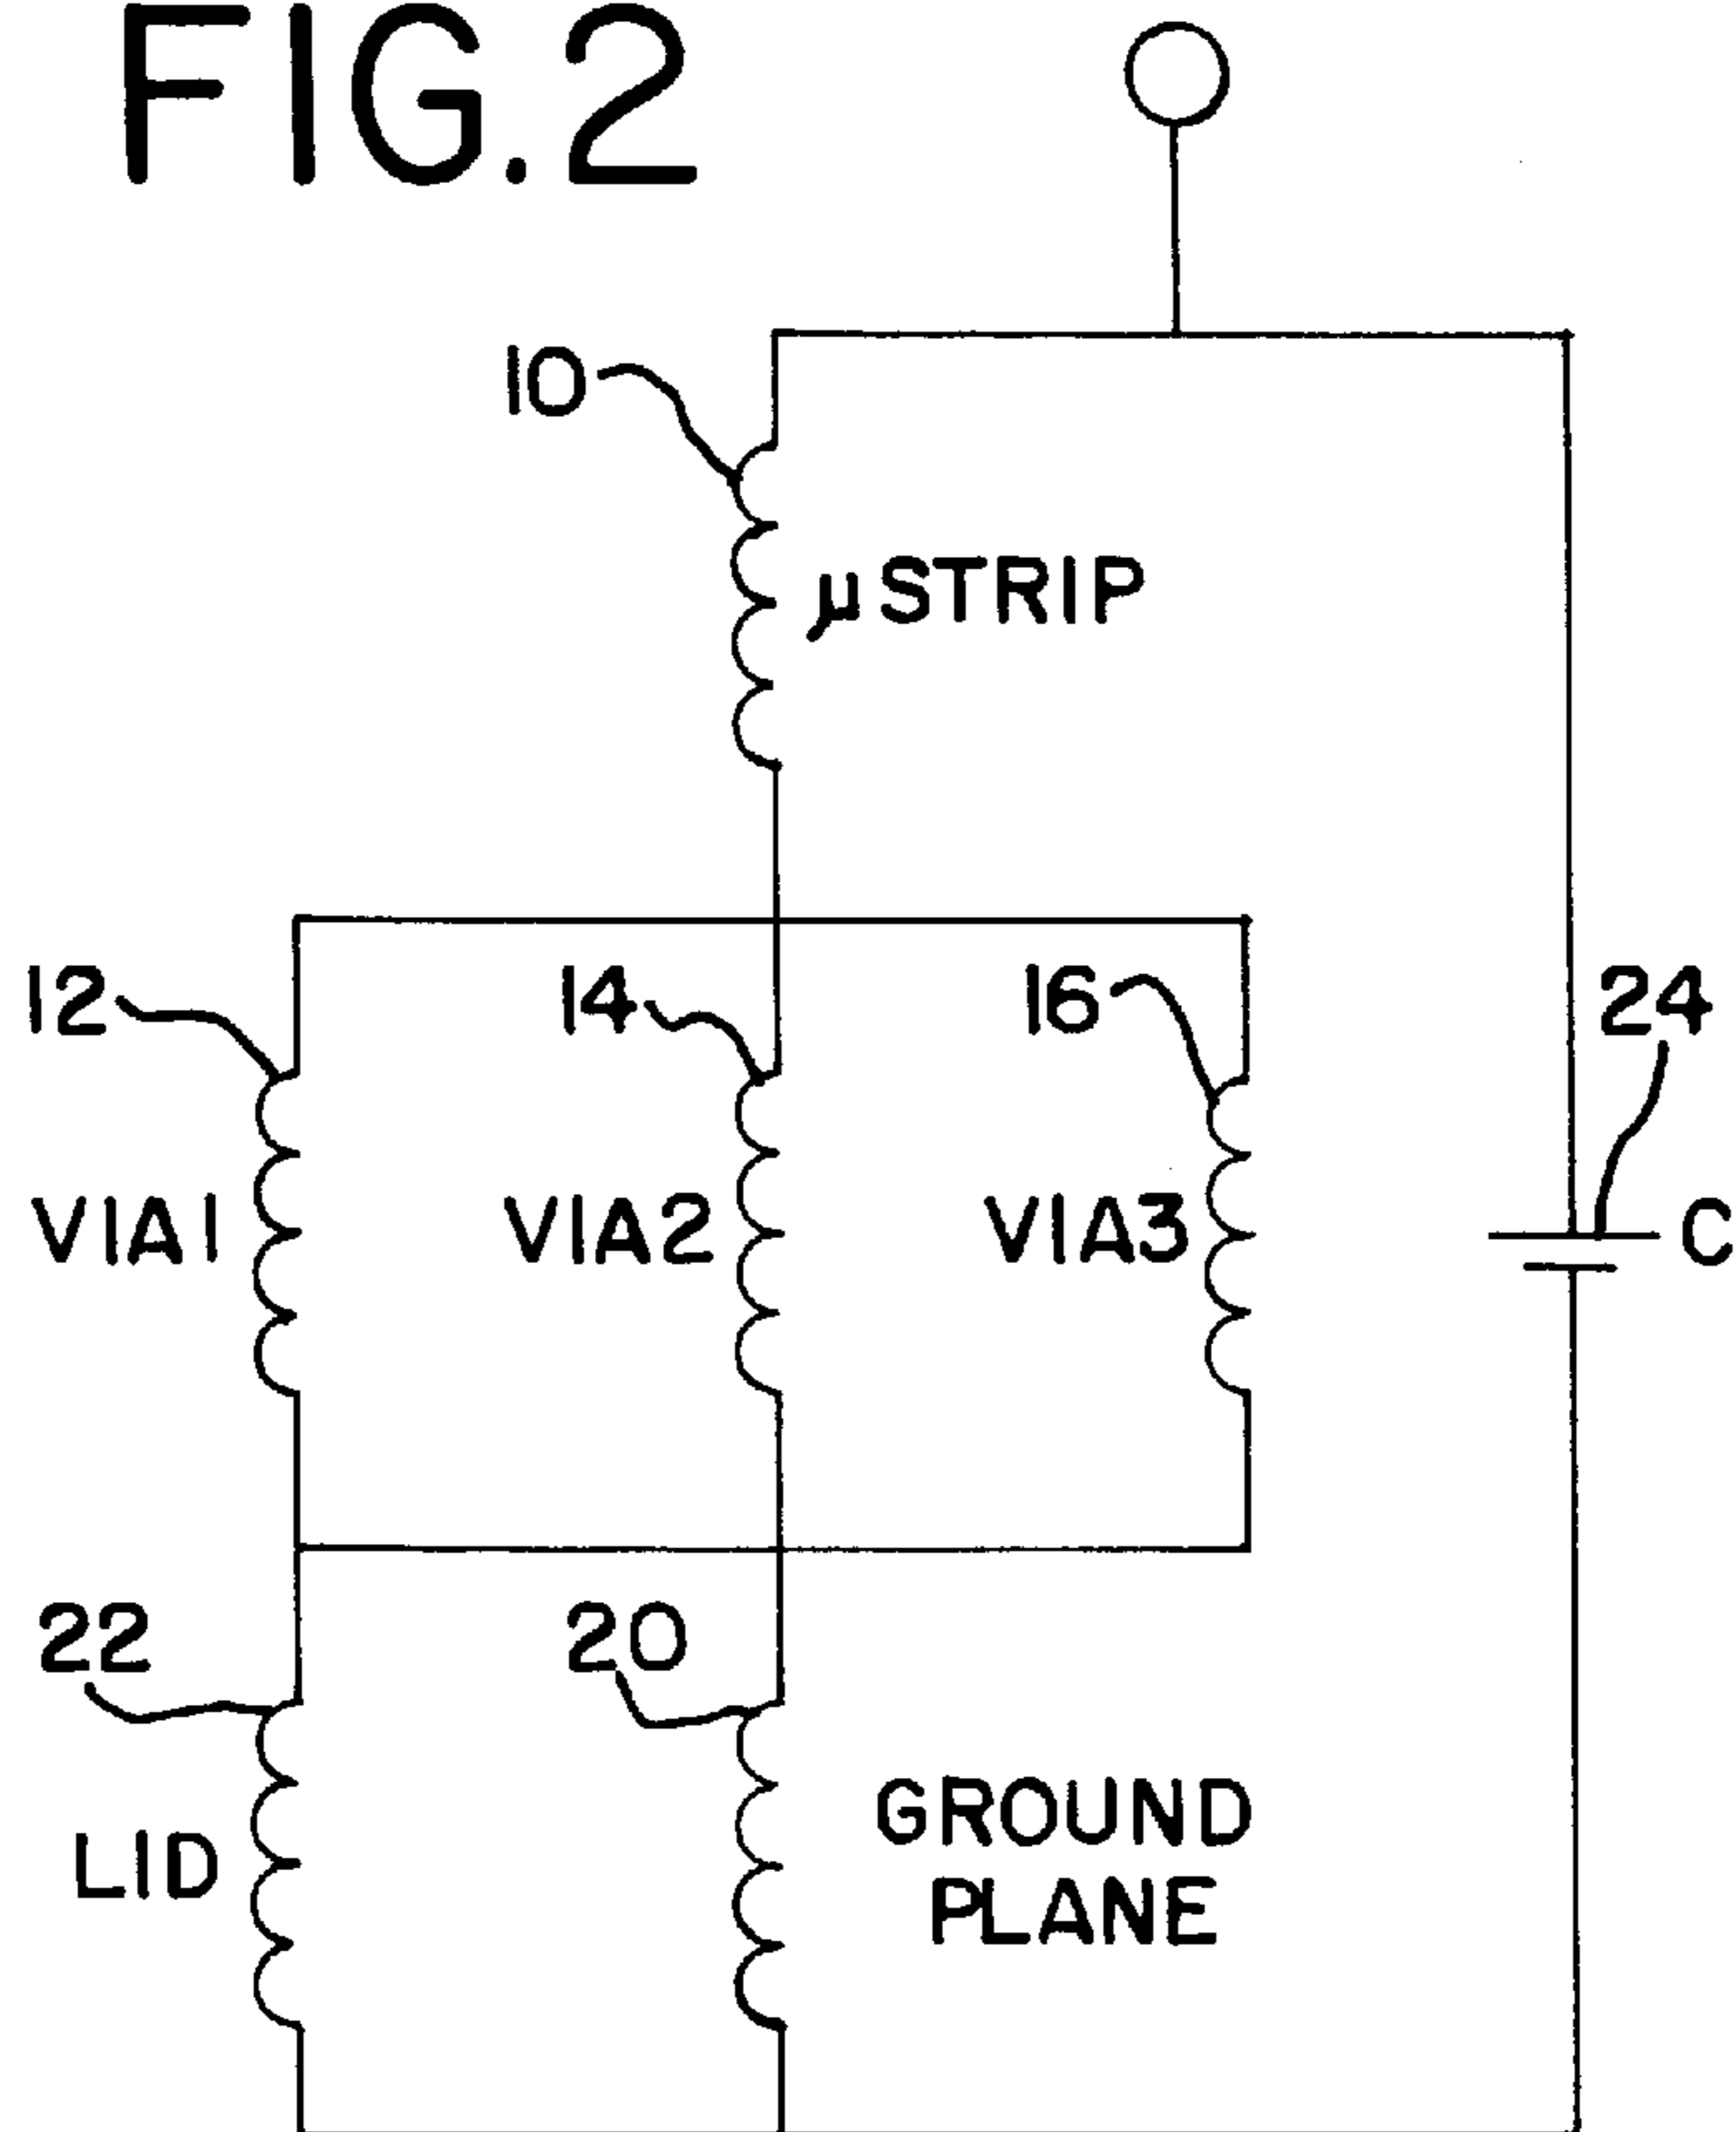 FIG.2
10
µSTRIP
12
14
16
24
VIA1
VIA2
VIA3
C
22
20
LID
GROUND
PLANE